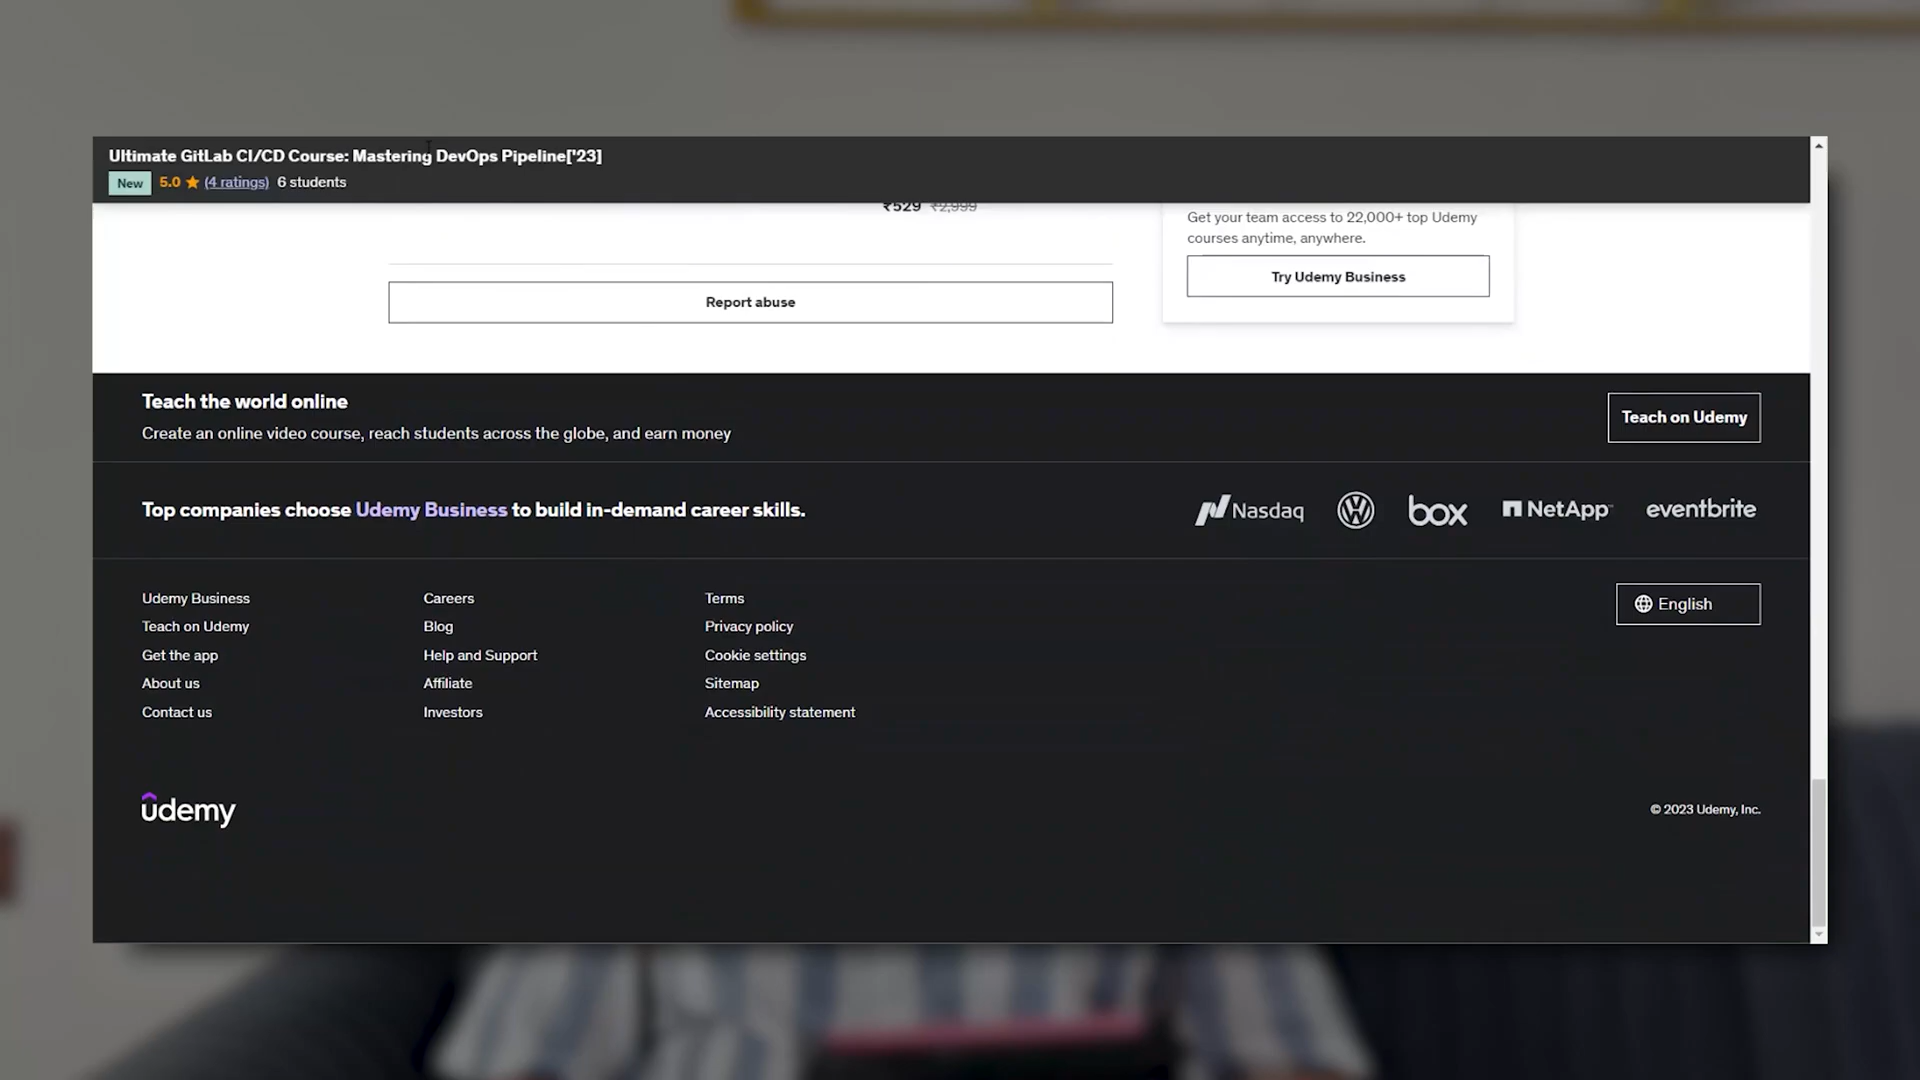 Ultimate GitLab CI/CD Course: Mastering DevOps Pipeline['23]
New 5.0 (4 ratings) 6 students
₹529 ₹2,999
Get your team access to 22,000+ top Udemy
courses anytime, anywhere.
Try Udemy Business
Report abuse
Teach the world online
Create an online video course, reach students across the globe, and earn money
Teach on Udemy
Top companies choose Udemy Business to build in-demand career skills.
Nasdaq VW box NetApp eventbrite
Udemy Business
Teach on Udemy
Get the app
About us
Contact us
Careers
Blog
Help and Support
Affiliate
Investors
Terms
Privacy policy
Cookie settings
Sitemap
Accessibility statement
English
udemy
© 2023 Udemy, Inc.